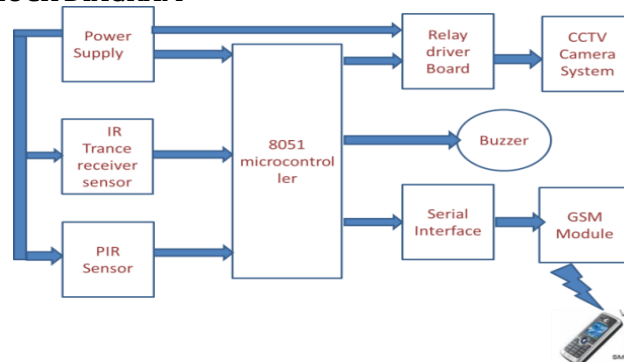 Power
Supply
Relay
driver
Board
CCTV
Camera
System
IR
Trance
receiver
sensor
8051
microcontrol
ler
Buzzer
PIR
Sensor
Serial
Interface
GSM
Module